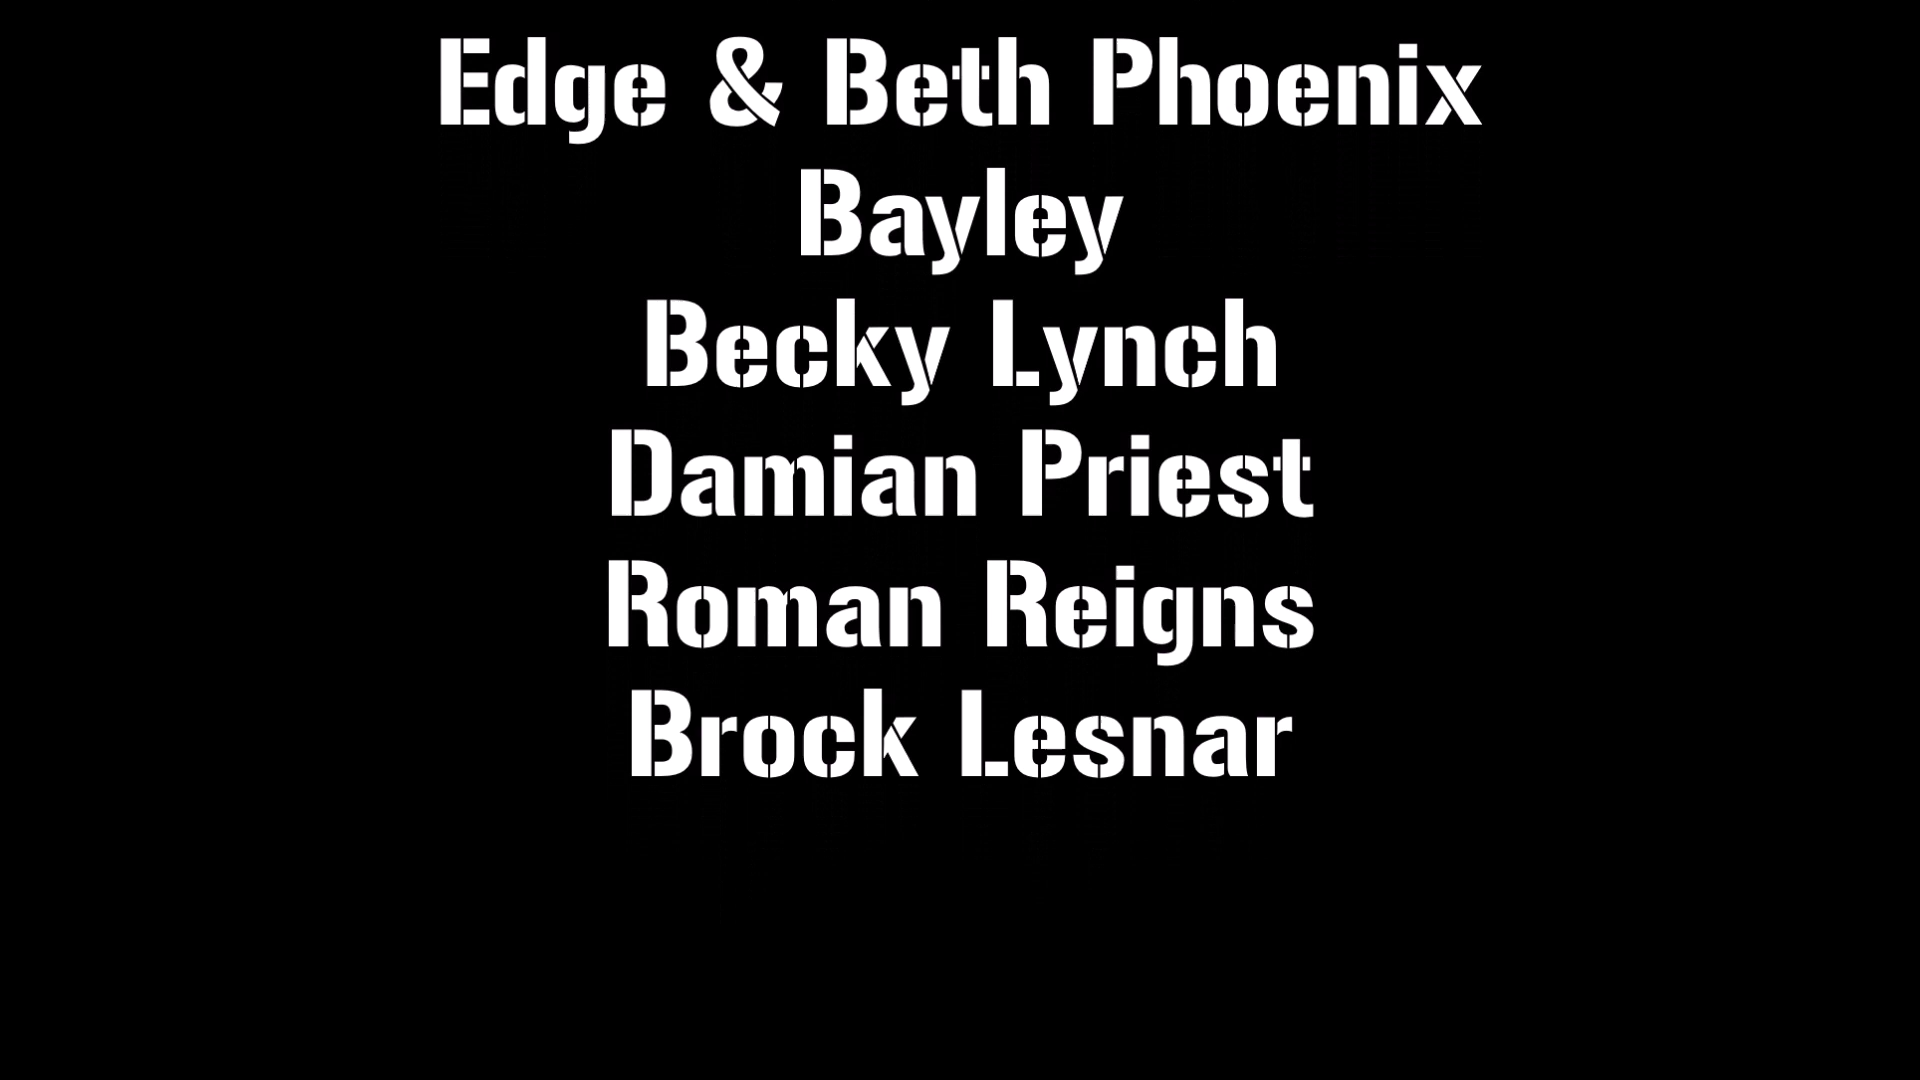 Edge & Beth Phoenix
Bayley
Becky Lynch
Damian Priest
Roman Reigns
Brock Lesnar